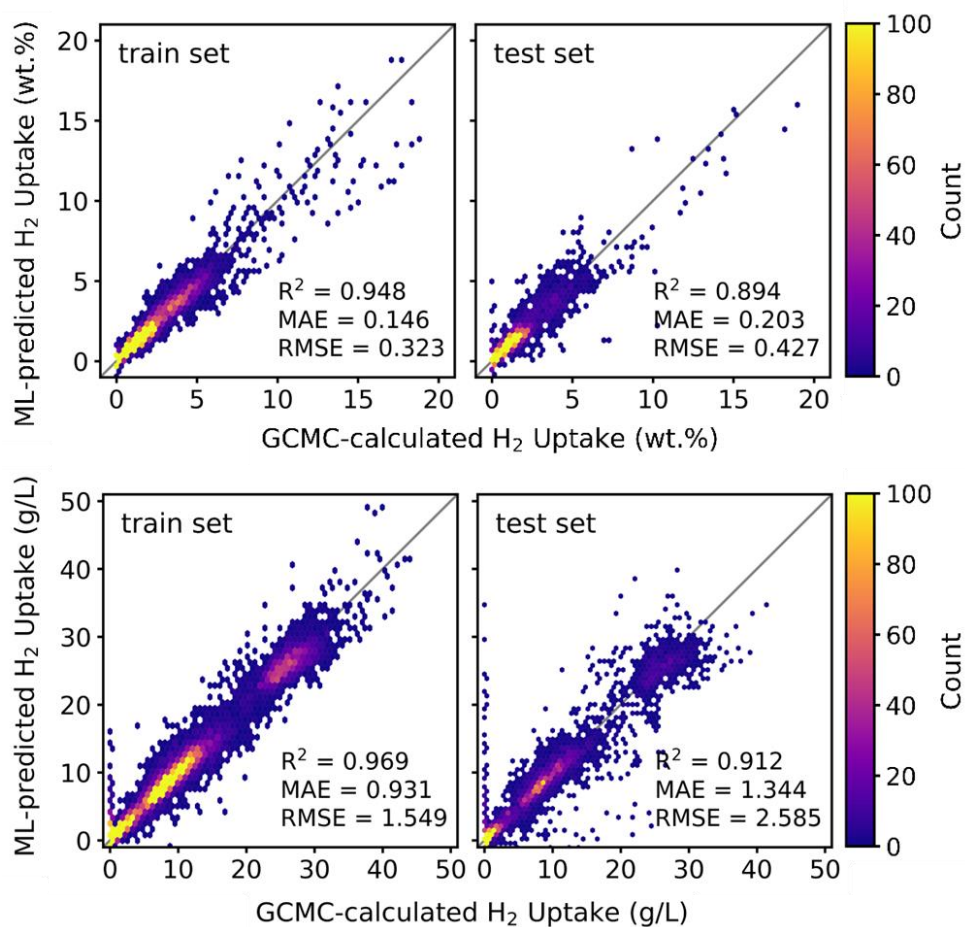 train set
test set
ML-predicted H₂ Uptake (wt.%)
20
15
10
5
0
R² = 0.948
MAE = 0.146
RMSE = 0.323
R² = 0.894
MAE = 0.203
RMSE = 0.427
0 5 10 15 20
0 5 10 15 20
GCMC-calculated H₂ Uptake (wt.%)
100
80
60
40
20
0
Count
train set
test set
ML-predicted H₂ Uptake (g/L)
50
40
30
20
10
0
R² = 0.969
MAE = 0.931
RMSE = 1.549
R² = 0.912
MAE = 1.344
RMSE = 2.585
0 10 20 30 40 50
0 10 20 30 40 50
GCMC-calculated H₂ Uptake (g/L)
100
80
60
40
20
0
Count